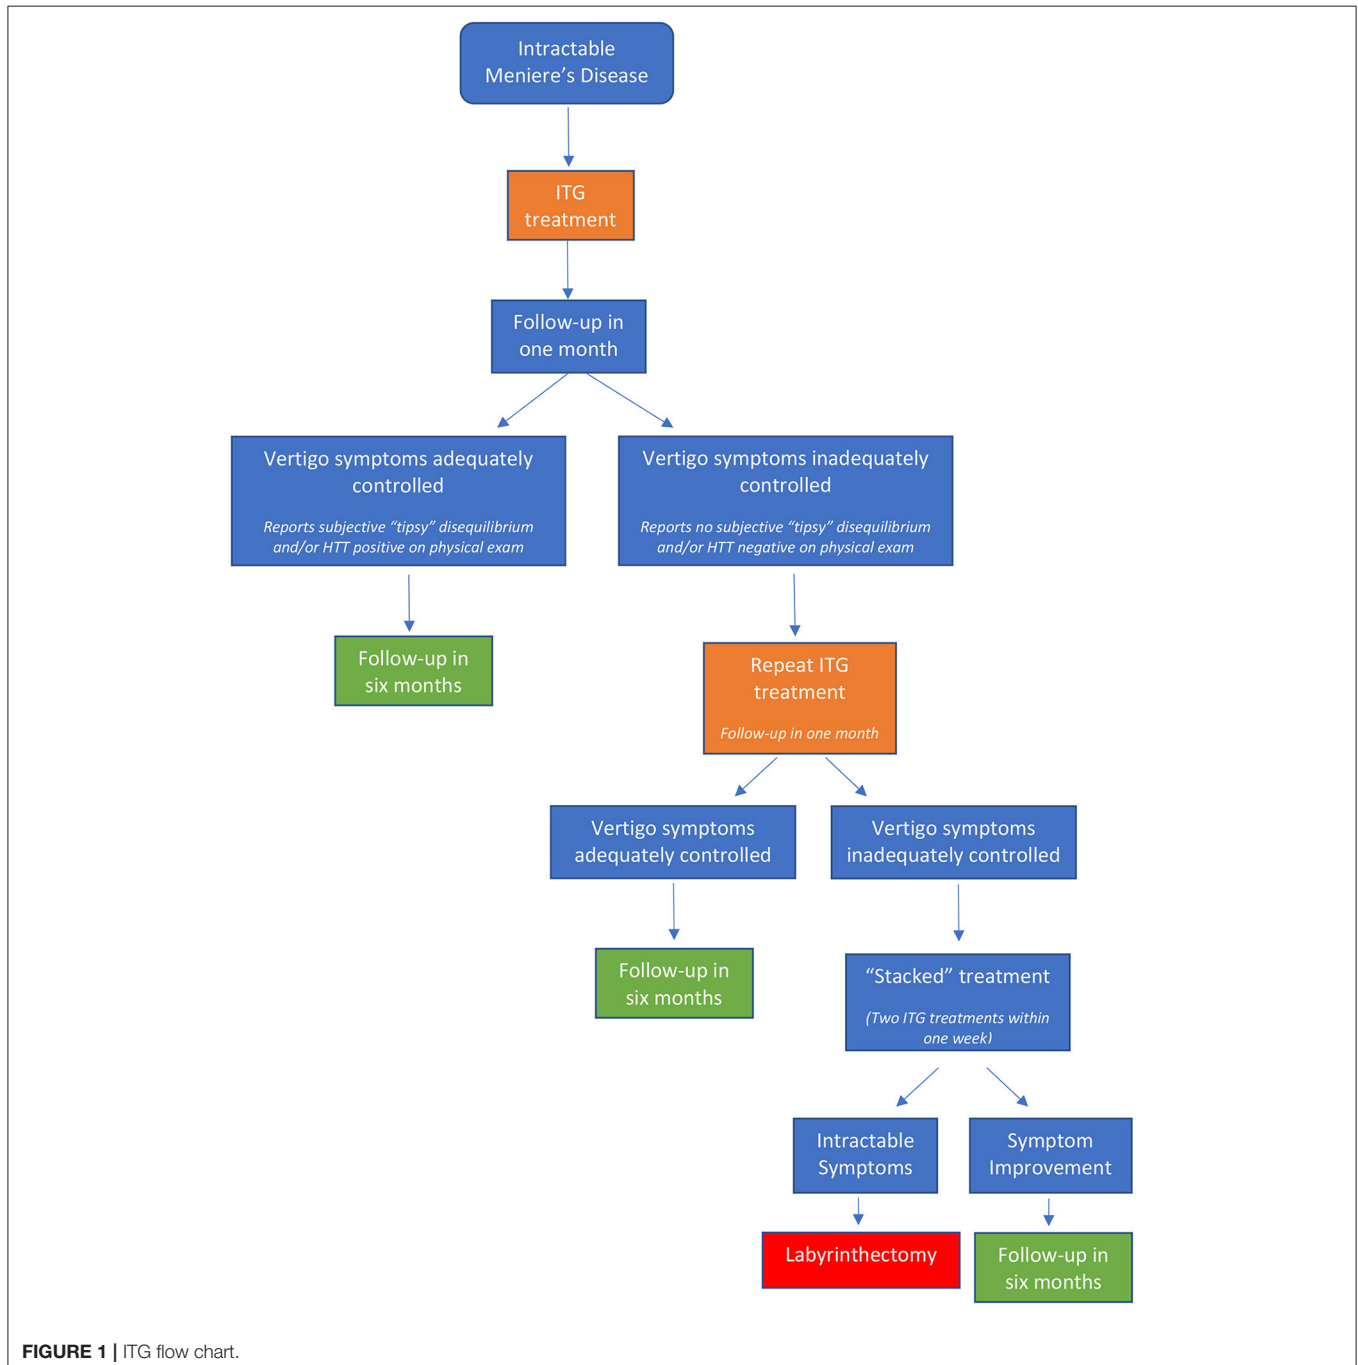 Intractable
Meniere’s Disease
ITG
treatment
Follow-up in
one month
Vertigo symptoms adequately
controlled
Reports subjective “tipsy” disequilibrium
and/or HTT positive on physical exam
Vertigo symptoms inadequately
controlled
Reports no subjective “tipsy” disequilibrium
and/or HTT negative on physical exam
Follow-up in
six months
Repeat ITG
treatment
Follow-up in one month
Vertigo symptoms
adequately controlled
Vertigo symptoms
inadequately controlled
Follow-up in
six months
“Stacked” treatment
(Two ITG treatments within
one week)
Intractable
Symptoms
Symptom
Improvement
Labyrinthectomy
Follow-up in
six months
FIGURE 1 | ITG flow chart.